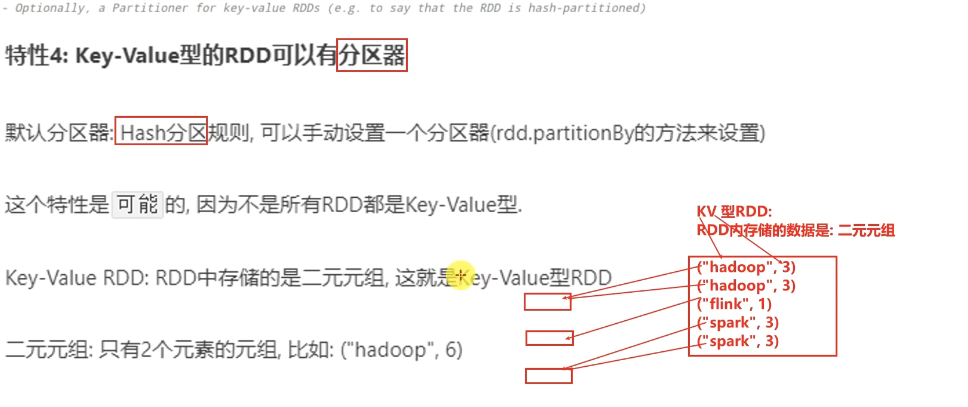 - Optionally, a Partitioner for key-value RDDs (e.g. to say that the RDD is hash-partitioned)
特性4: Key-Value型的RDD可以有分区器
默认分区器: Hash分区规则, 可以手动设置一个分区器(rdd.partitionBy的方法来设置)
这个特性是 可能 的, 因为不是所有RDD都是Key-Value型.
KV 型RDD:
RDD内存储的数据是: 二元元组
Key-Value RDD: RDD中存储的是二元元组, 这就是Key-Value型RDD
("hadoop", 3)
("hadoop", 3)
("flink", 1)
("spark", 3)
("spark", 3)
二元元组: 只有2个元素的元组, 比如: ("hadoop", 6)